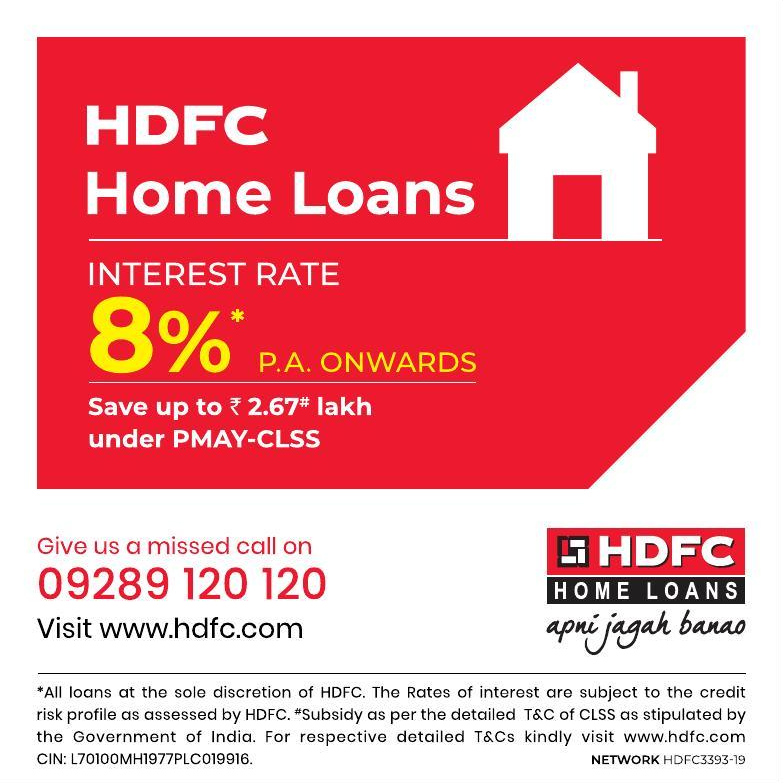 HDFC
Home Loans
INTEREST RATE
8%*
P.A. ONWARDS
Save up to ₹ 2.67# lakh
under PMAY-CLSS
Give us a missed call on
09289 120 120
Visit www.hdfc.com
HDFC
HOME LOANS
apni jagah banao
*All loans at the sole discretion of HDFC. The Rates of interest are subject to the credit
risk profile as assessed by HDFC. #Subsidy as per the detailed T&C of CLSS as stipulated by
the Government of India. For respective detailed T&Cs kindly visit www.hdfc.com
CIN: L70100MH1977PLC019916.
NETWORK HDFC3393-19